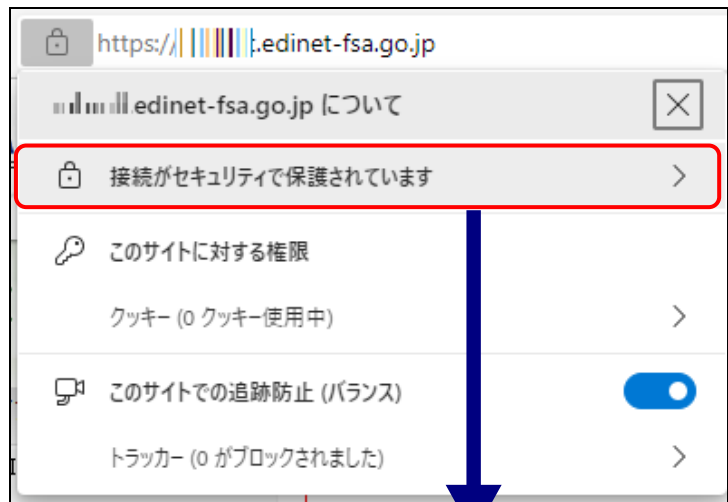 https://.edinet-fsa.go.jp
.edinet-fsa.go.jp について
接続がセキュリティで保護されています
このサイトに対する権限
クッキー (0 クッキー使用中)
このサイトでの追跡防止 (バランス)
トラッカー (0 がブロックされました)